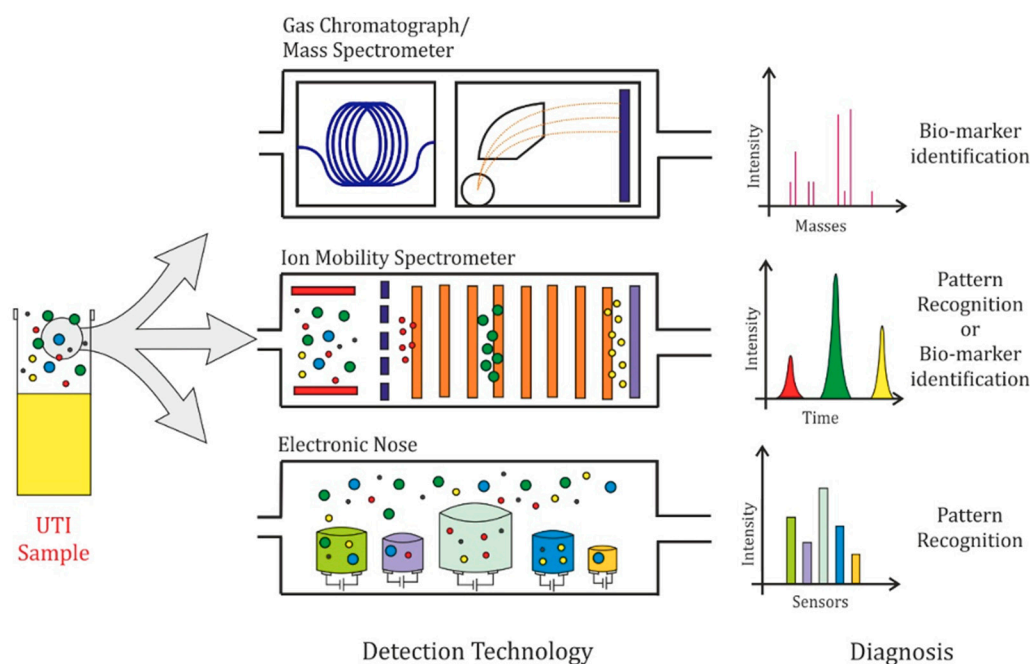 Gas Chromatograph/
Mass Spectrometer
Intensity
Masses
Bio-marker
identification
Ion Mobility Spectrometer
Intensity
Time
Pattern
Recognition
or
Bio-marker
identification
UTI
Sample
Electronic Nose
Intensity
Sensors
Pattern
Recognition
Detection Technology
Diagnosis